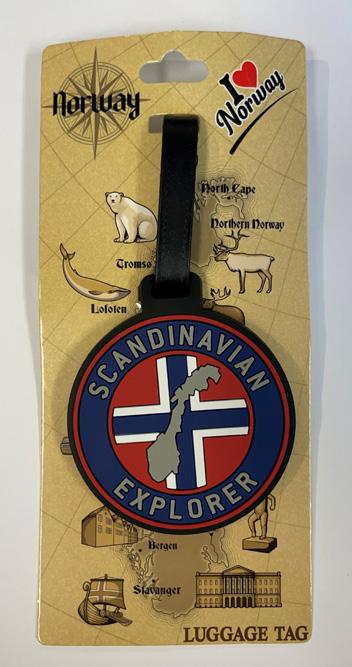 Norway
I
Norway
North Cape
Northern Norway
Tromsø
Lofoten
SCANDINAVIAN
EXPLORER
Bergen
Stavanger
LUGGAGE TAG